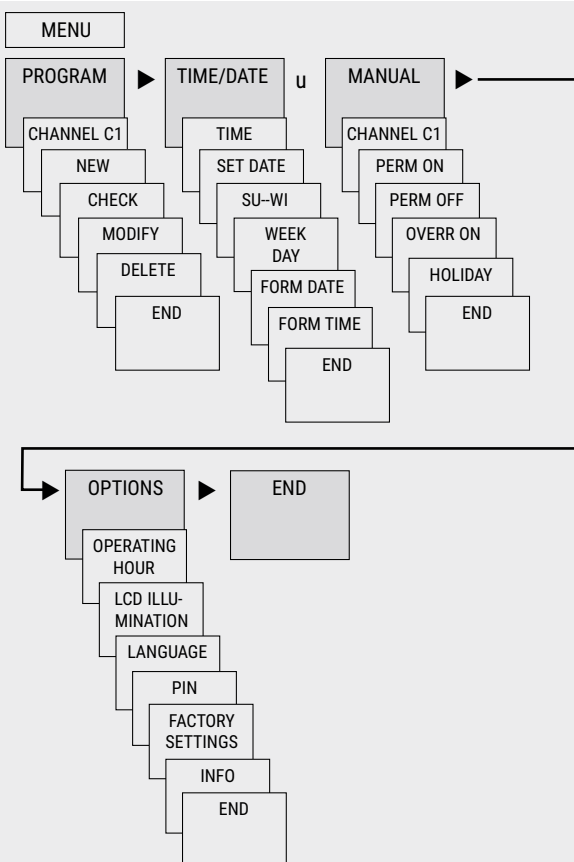 MENU
PROGRAM
CHANNEL C1
NEW
CHECK
MODIFY
DELETE
END
TIME/DATE
TIME
SET DATE
SU--WI
WEEK
DAY
FORM DATE
FORM TIME
END
u
MANUAL
CHANNEL C1
PERM ON
PERM OFF
OVERR ON
HOLIDAY
END
OPTIONS
OPERATING
HOUR
LCD ILLU-
MINATION
LANGUAGE
PIN
FACTORY
SETTINGS
INFO
END
END